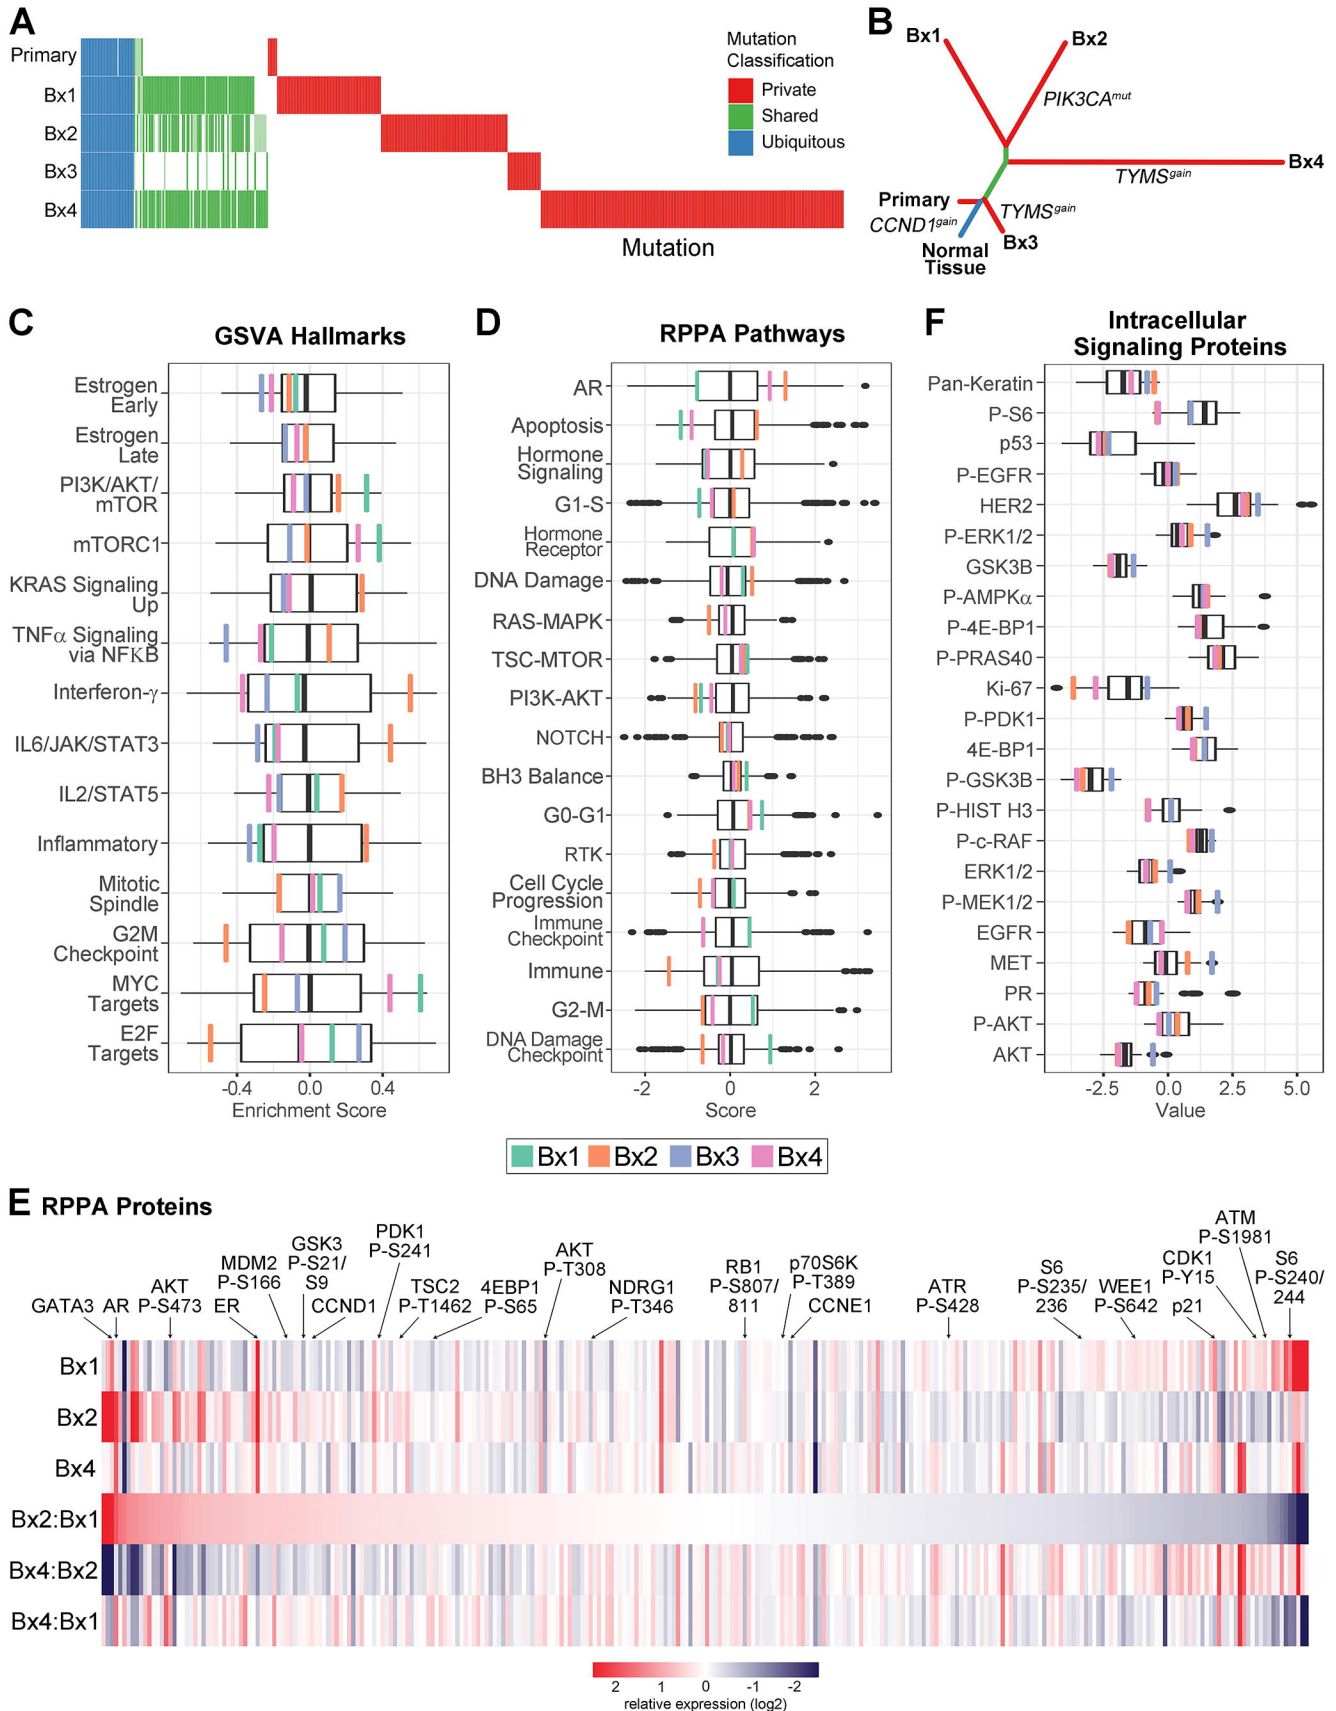 A
Primary
Bx1
Bx2
Bx3
Bx4
Mutation
Mutation
Classification
Private
Shared
Ubiquitous
B
Bx1
Bx2
PIK3CAmut
Bx4
TYMSgain
Primary
CCND1gain
TYMSgain
Bx3
Normal
Tissue
C
GSVA Hallmarks
Estrogen
Early
Estrogen
Late
PI3K/AKT/
mTOR
mTORC1
KRAS Signaling
Up
TNFα Signaling
via NFKB
Interferon-γ
IL6/JAK/STAT3
IL2/STAT5
Inflammatory
Mitotic
Spindle
G2M
Checkpoint
MYC
Targets
E2F
Targets
-0.4 0.0 0.4
Enrichment Score
D
RPPA Pathways
AR
Apoptosis
Hormone
Signaling
G1-S
Hormone
Receptor
DNA Damage
RAS-MAPK
TSC-MTOR
PI3K-AKT
NOTCH
BH3 Balance
G0-G1
RTK
Cell Cycle
Progression
Immune
Checkpoint
Immune
G2-M
DNA Damage
Checkpoint
-2 0 2
Score
F
Intracellular
Signaling Proteins
Pan-Keratin
P-S6
p53
P-EGFR
HER2
P-ERK1/2
GSK3B
P-AMPKα
P-4E-BP1
P-PRAS40
Ki-67
P-PDK1
4E-BP1
P-GSK3B
P-HIST H3
P-c-RAF
ERK1/2
P-MEK1/2
EGFR
MET
PR
P-AKT
AKT
-2.5 0.0 2.5 5.0
Value
Bx1 Bx2 Bx3 Bx4
E RPPA Proteins
GATA3
AR
AKT
P-S473
ER
MDM2
P-S166
GSK3
P-S21/
S9
CCND1
PDK1
P-S241
TSC2
P-T1462
4EBP1
P-S65
AKT
P-T308
NDRG1
P-T346
RB1
P-S807/
811
p70S6K
P-T389
CCNE1
ATR
P-S428
S6
P-S235/
236
WEE1
P-S642
p21
CDK1
P-Y15
ATM
P-S1981
S6
P-S240/
244
Bx1
Bx2
Bx4
Bx2:Bx1
Bx4:Bx2
Bx4:Bx1
2 1 0 -1 -2
relative expression (log2)